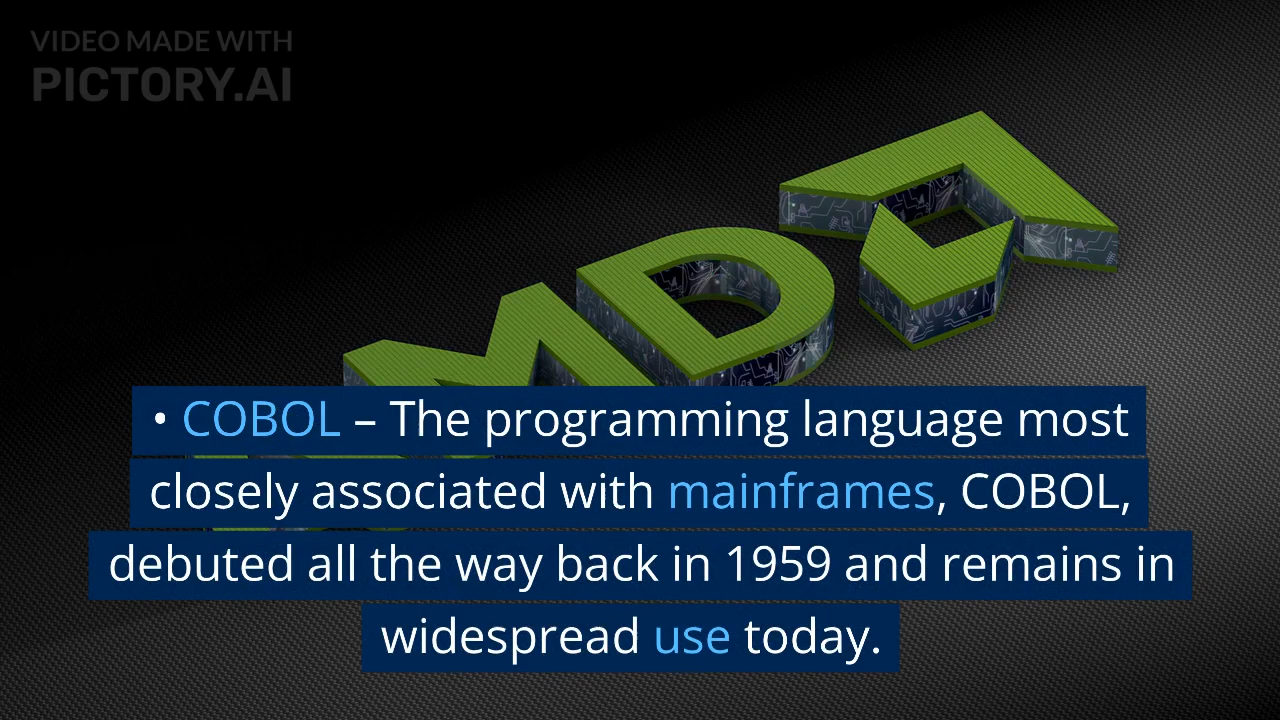 VIDEO MADE WITH
PICTORY.AI
MD
• COBOL – The programming language most
closely associated with mainframes, COBOL,
debuted all the way back in 1959 and remains in
widespread use today.